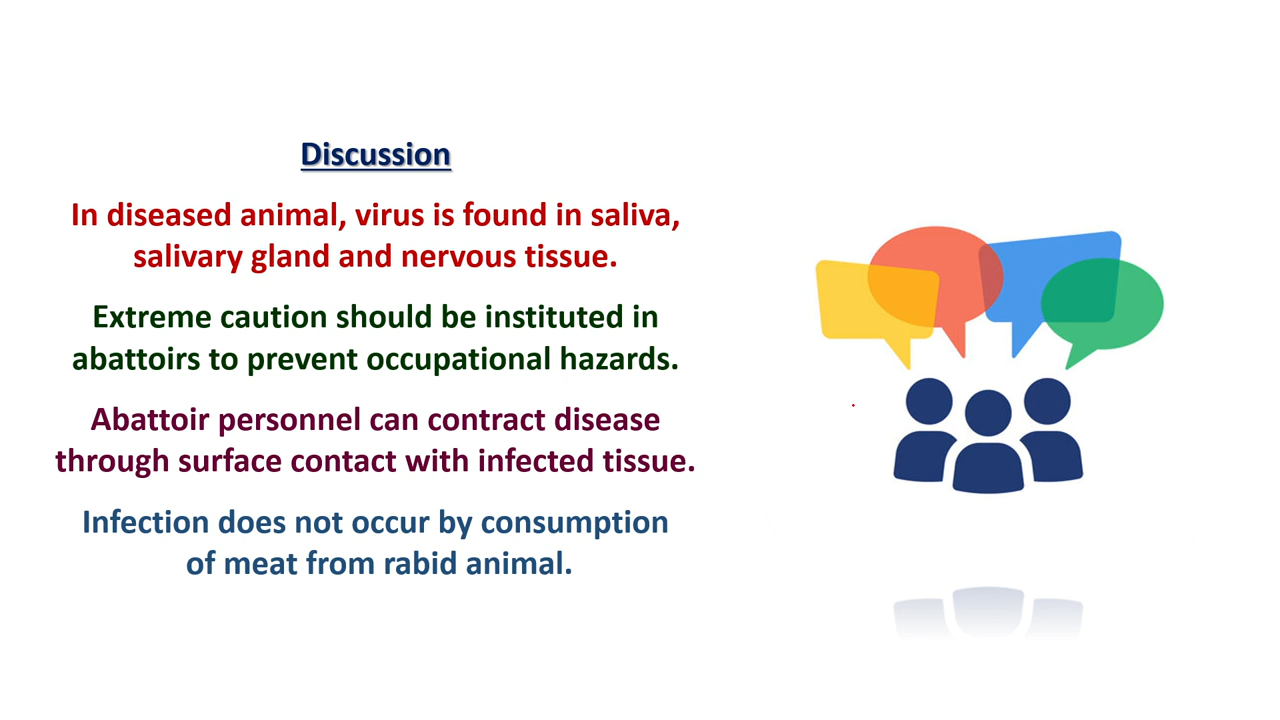 Discussion
In diseased animal, virus is found in saliva,
salivary gland and nervous tissue.
Extreme caution should be instituted in
abattoirs to prevent occupational hazards.
Abattoir personnel can contract disease
through surface contact with infected tissue.
Infection does not occur by consumption
of meat from rabid animal.